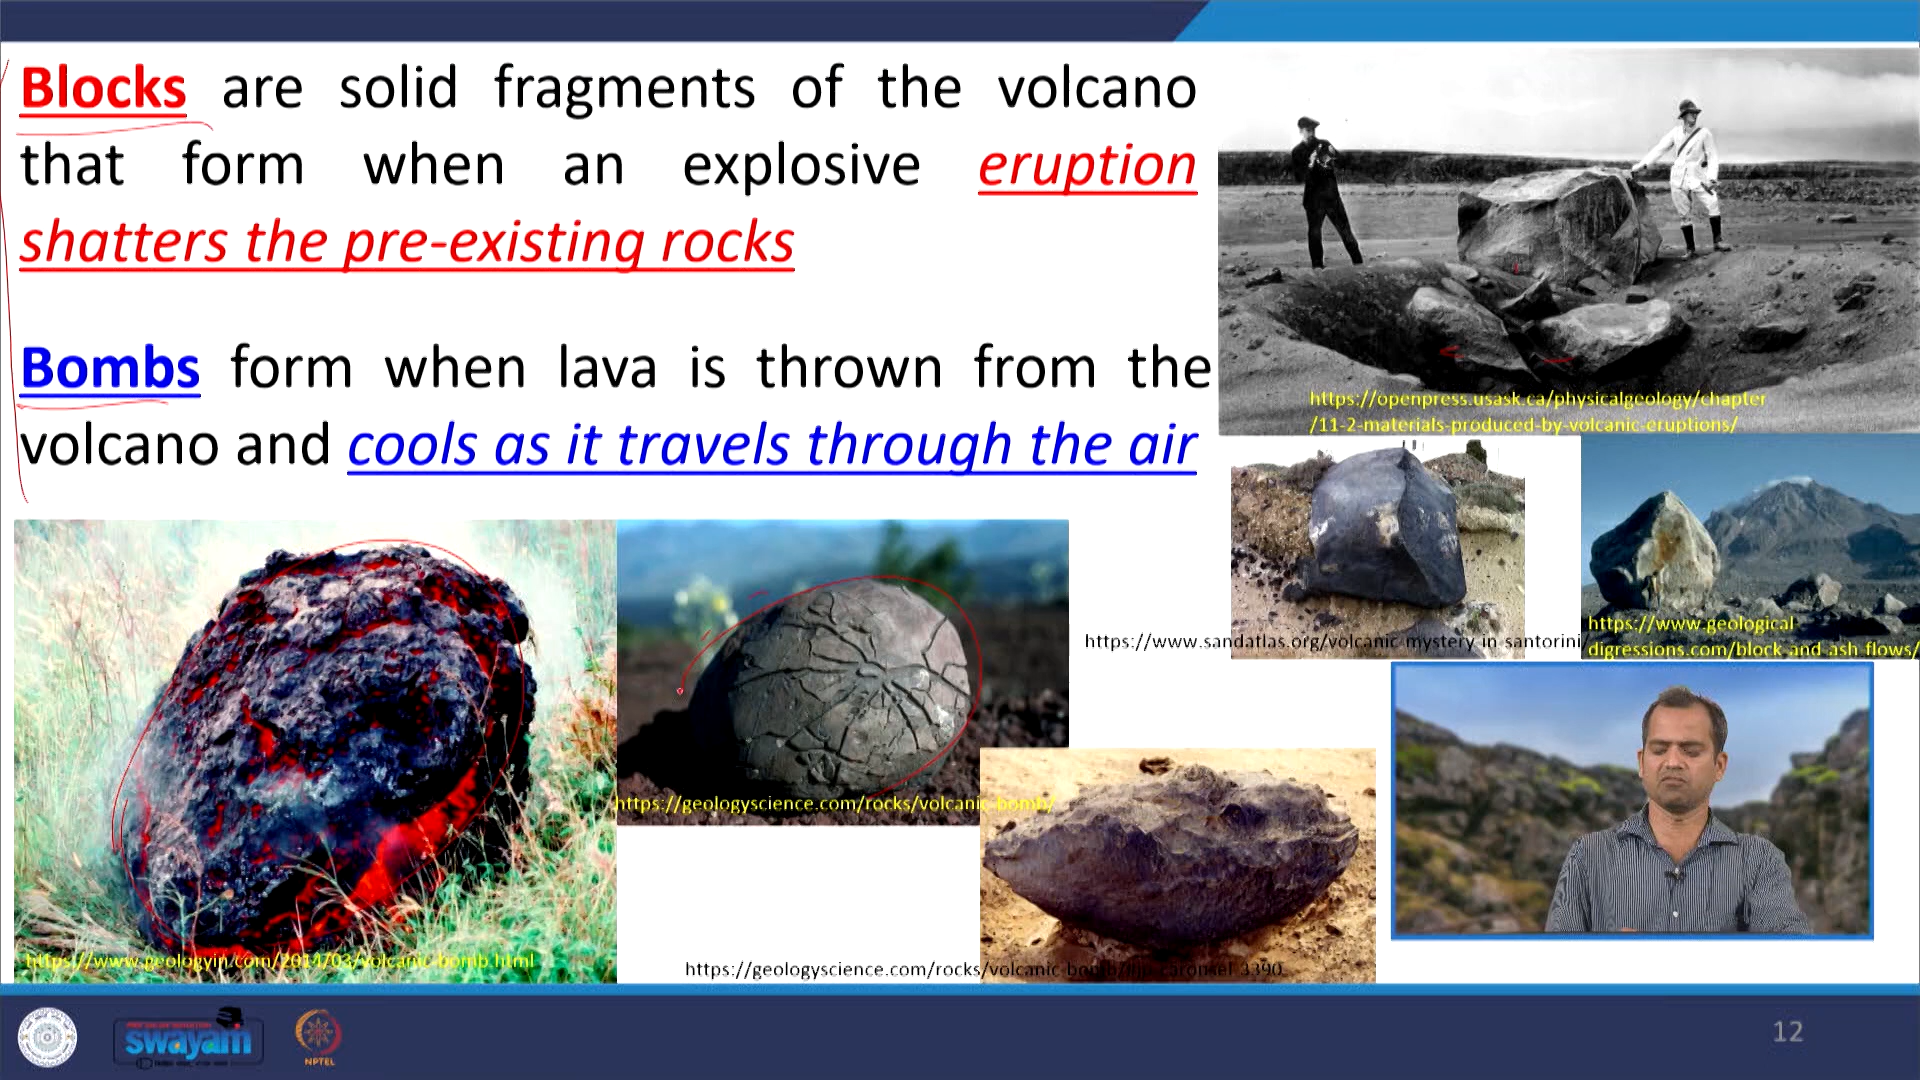 Blocks are solid fragments of the volcano
that form when an explosive eruption
shatters the pre-existing rocks
Bombs form when lava is thrown from the
volcano and cools as it travels through the air
https://openpress.usask.ca/physicalgeology/chapter
/11-2-materials-produced-by-volcanic-eruptions/
https://www.sandatlas.org/volcanic-mystery-in-santorini/
https://www.geological
digressions.com/block-and-ash-flows/
https://geologyscience.com/rocks/volcanic-bomb/
https://www.geologyin.com/2014/03/volcanic-bomb.html
https://geologyscience.com/rocks/volcanic-bomb/
swayam
NPTEL
12